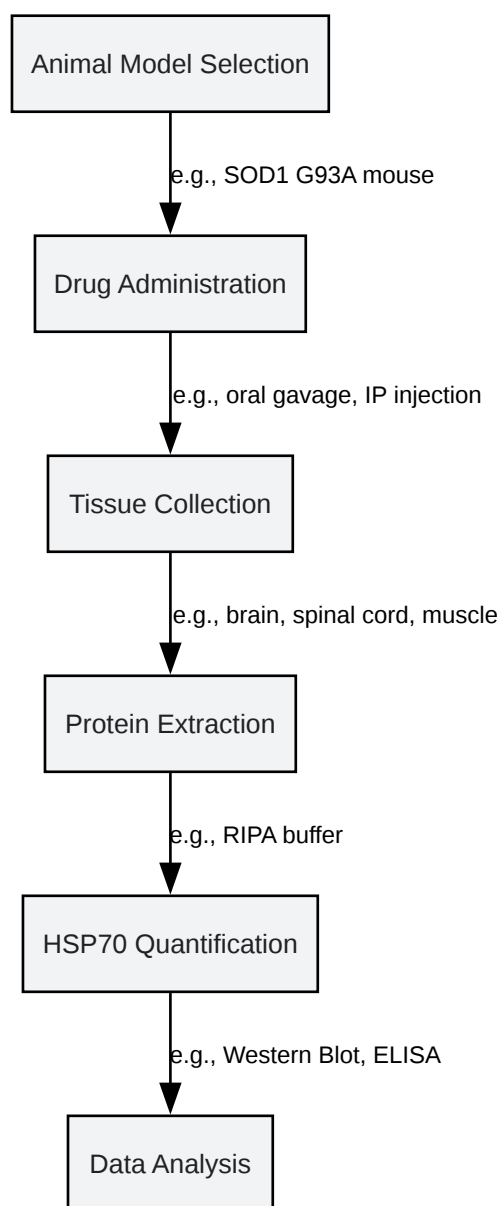 Animal Model Selection
e.g., SOD1 G93A mouse
Drug Administration
e.g., oral gavage, IP injection
Tissue Collection
e.g., brain, spinal cord, muscle
Protein Extraction
e.g., RIPA buffer
HSP70 Quantification
e.g., Western Blot, ELISA
Data Analysis